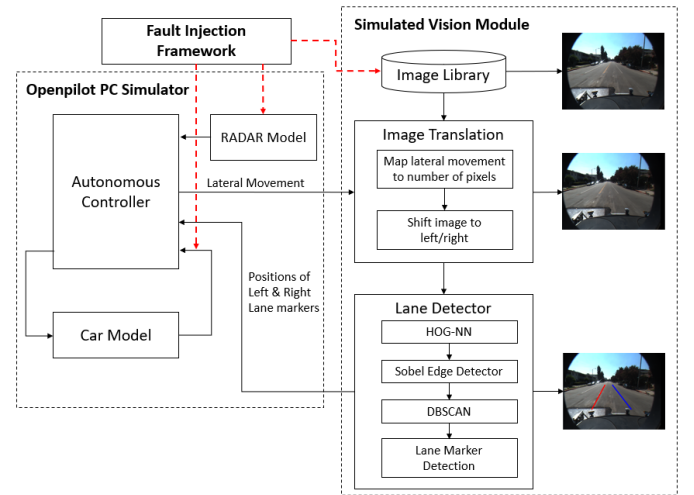 Fault Injection
Framework
Simulated Vision Module
Image Library
Openpilot PC Simulator
RADAR Model
Autonomous
Controller
Lateral Movement
Image Translation
Map lateral movement
to number of pixels
Shift image to
left/right
Positions of
Left & Right
Lane markers
Car Model
Lane Detector
HOG-NN
Sobel Edge Detector
DBSCAN
Lane Marker
Detection